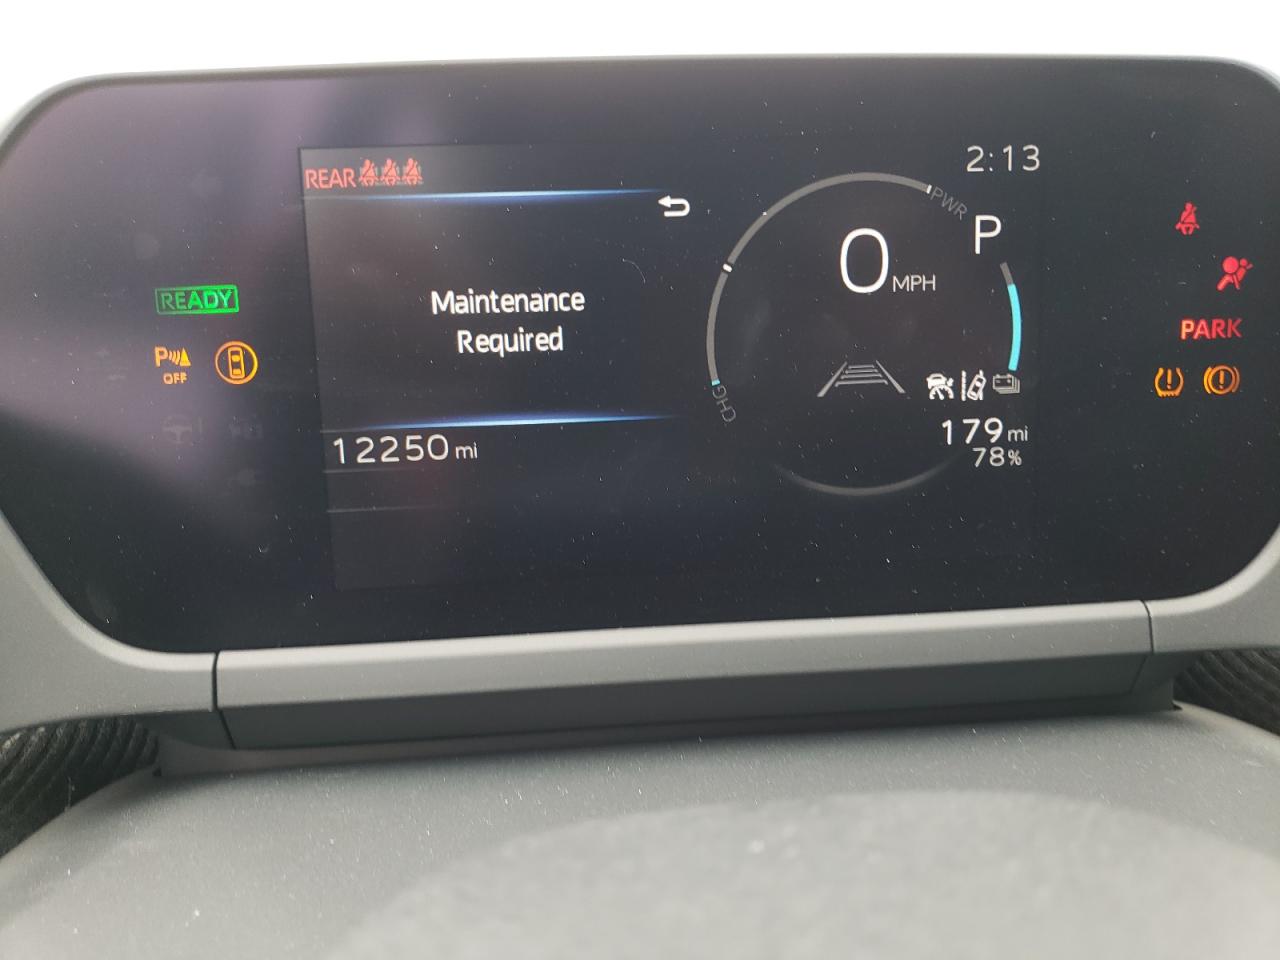 REAR
2:13
PWR
P
0 MPH
READY
Maintenance
Required
PARK
P
OFF
CHG
12250 mi
179 mi
78%